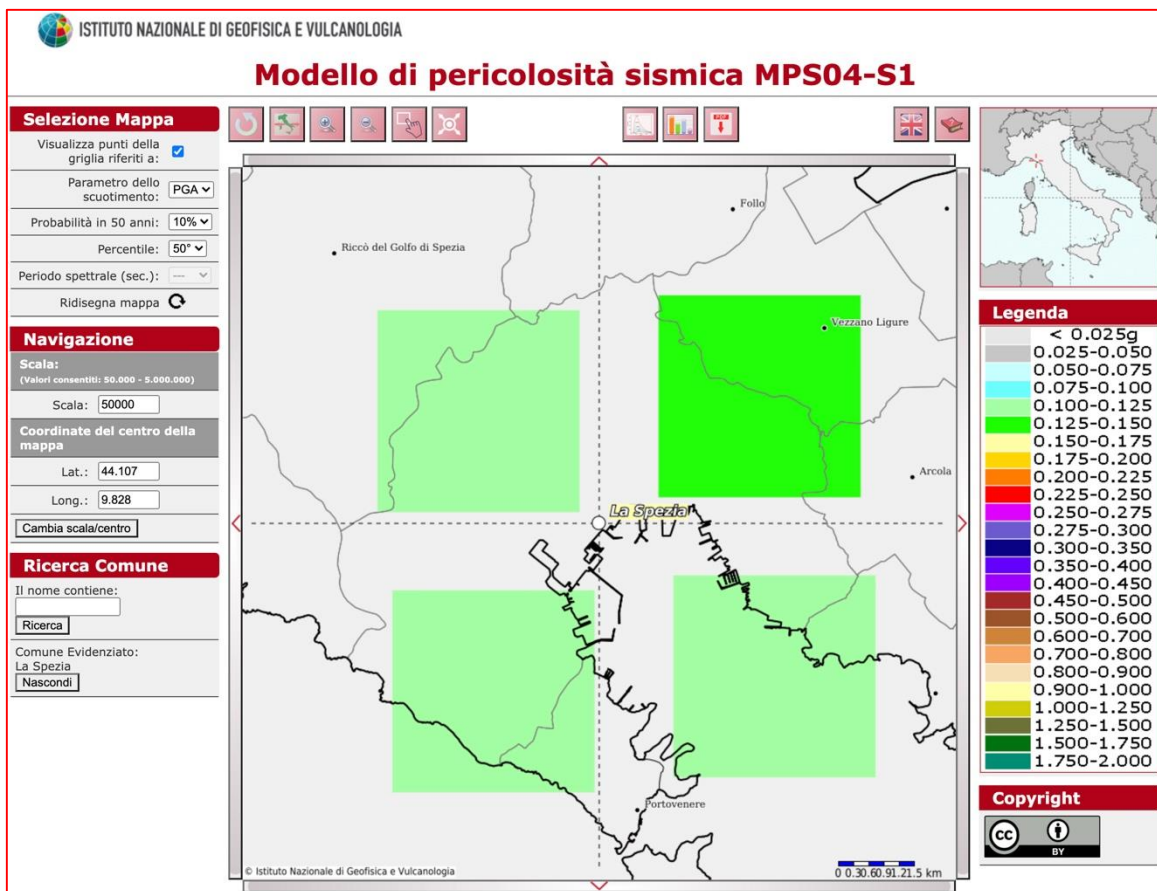 ISTITUTO NAZIONALE DI GEOFISICA E VULCANOLOGIA
Modello di pericolosità sismica MPS04-S1
Selezione Mappa
Visualizza punti della
griglia riferiti a:
Parametro dello
scuotimento: PGA
Probabilità in 50 anni: 10%
Percentile: 50°
Periodo spettrale (sec.): ---
Ridisegna mappa
Navigazione
Scala:
(Valori consentiti: 50.000 - 5.000.000)
Scala: 50000
Coordinate del centro della
mappa
Lat.: 44.107
Long.: 9.828
Cambia scala/centro
Ricerca Comune
Il nome contiene:
Ricerca
Comune Evidenziato:
La Spezia
Nascondi
PDF
Follo
Riccò del Golfo di Spezia
Vezzano Ligure
Arcola
La Spezia
Portovenere
© Istituto Nazionale di Geofisica e Vulcanologia
0 0.30.60.91.21.5 km
Legenda
< 0.025g
0.025-0.050
0.050-0.075
0.075-0.100
0.100-0.125
0.125-0.150
0.150-0.175
0.175-0.200
0.200-0.225
0.225-0.250
0.250-0.275
0.275-0.300
0.300-0.350
0.350-0.400
0.400-0.450
0.450-0.500
0.500-0.600
0.600-0.700
0.700-0.800
0.800-0.900
0.900-1.000
1.000-1.250
1.250-1.500
1.500-1.750
1.750-2.000
Copyright
cc
BY